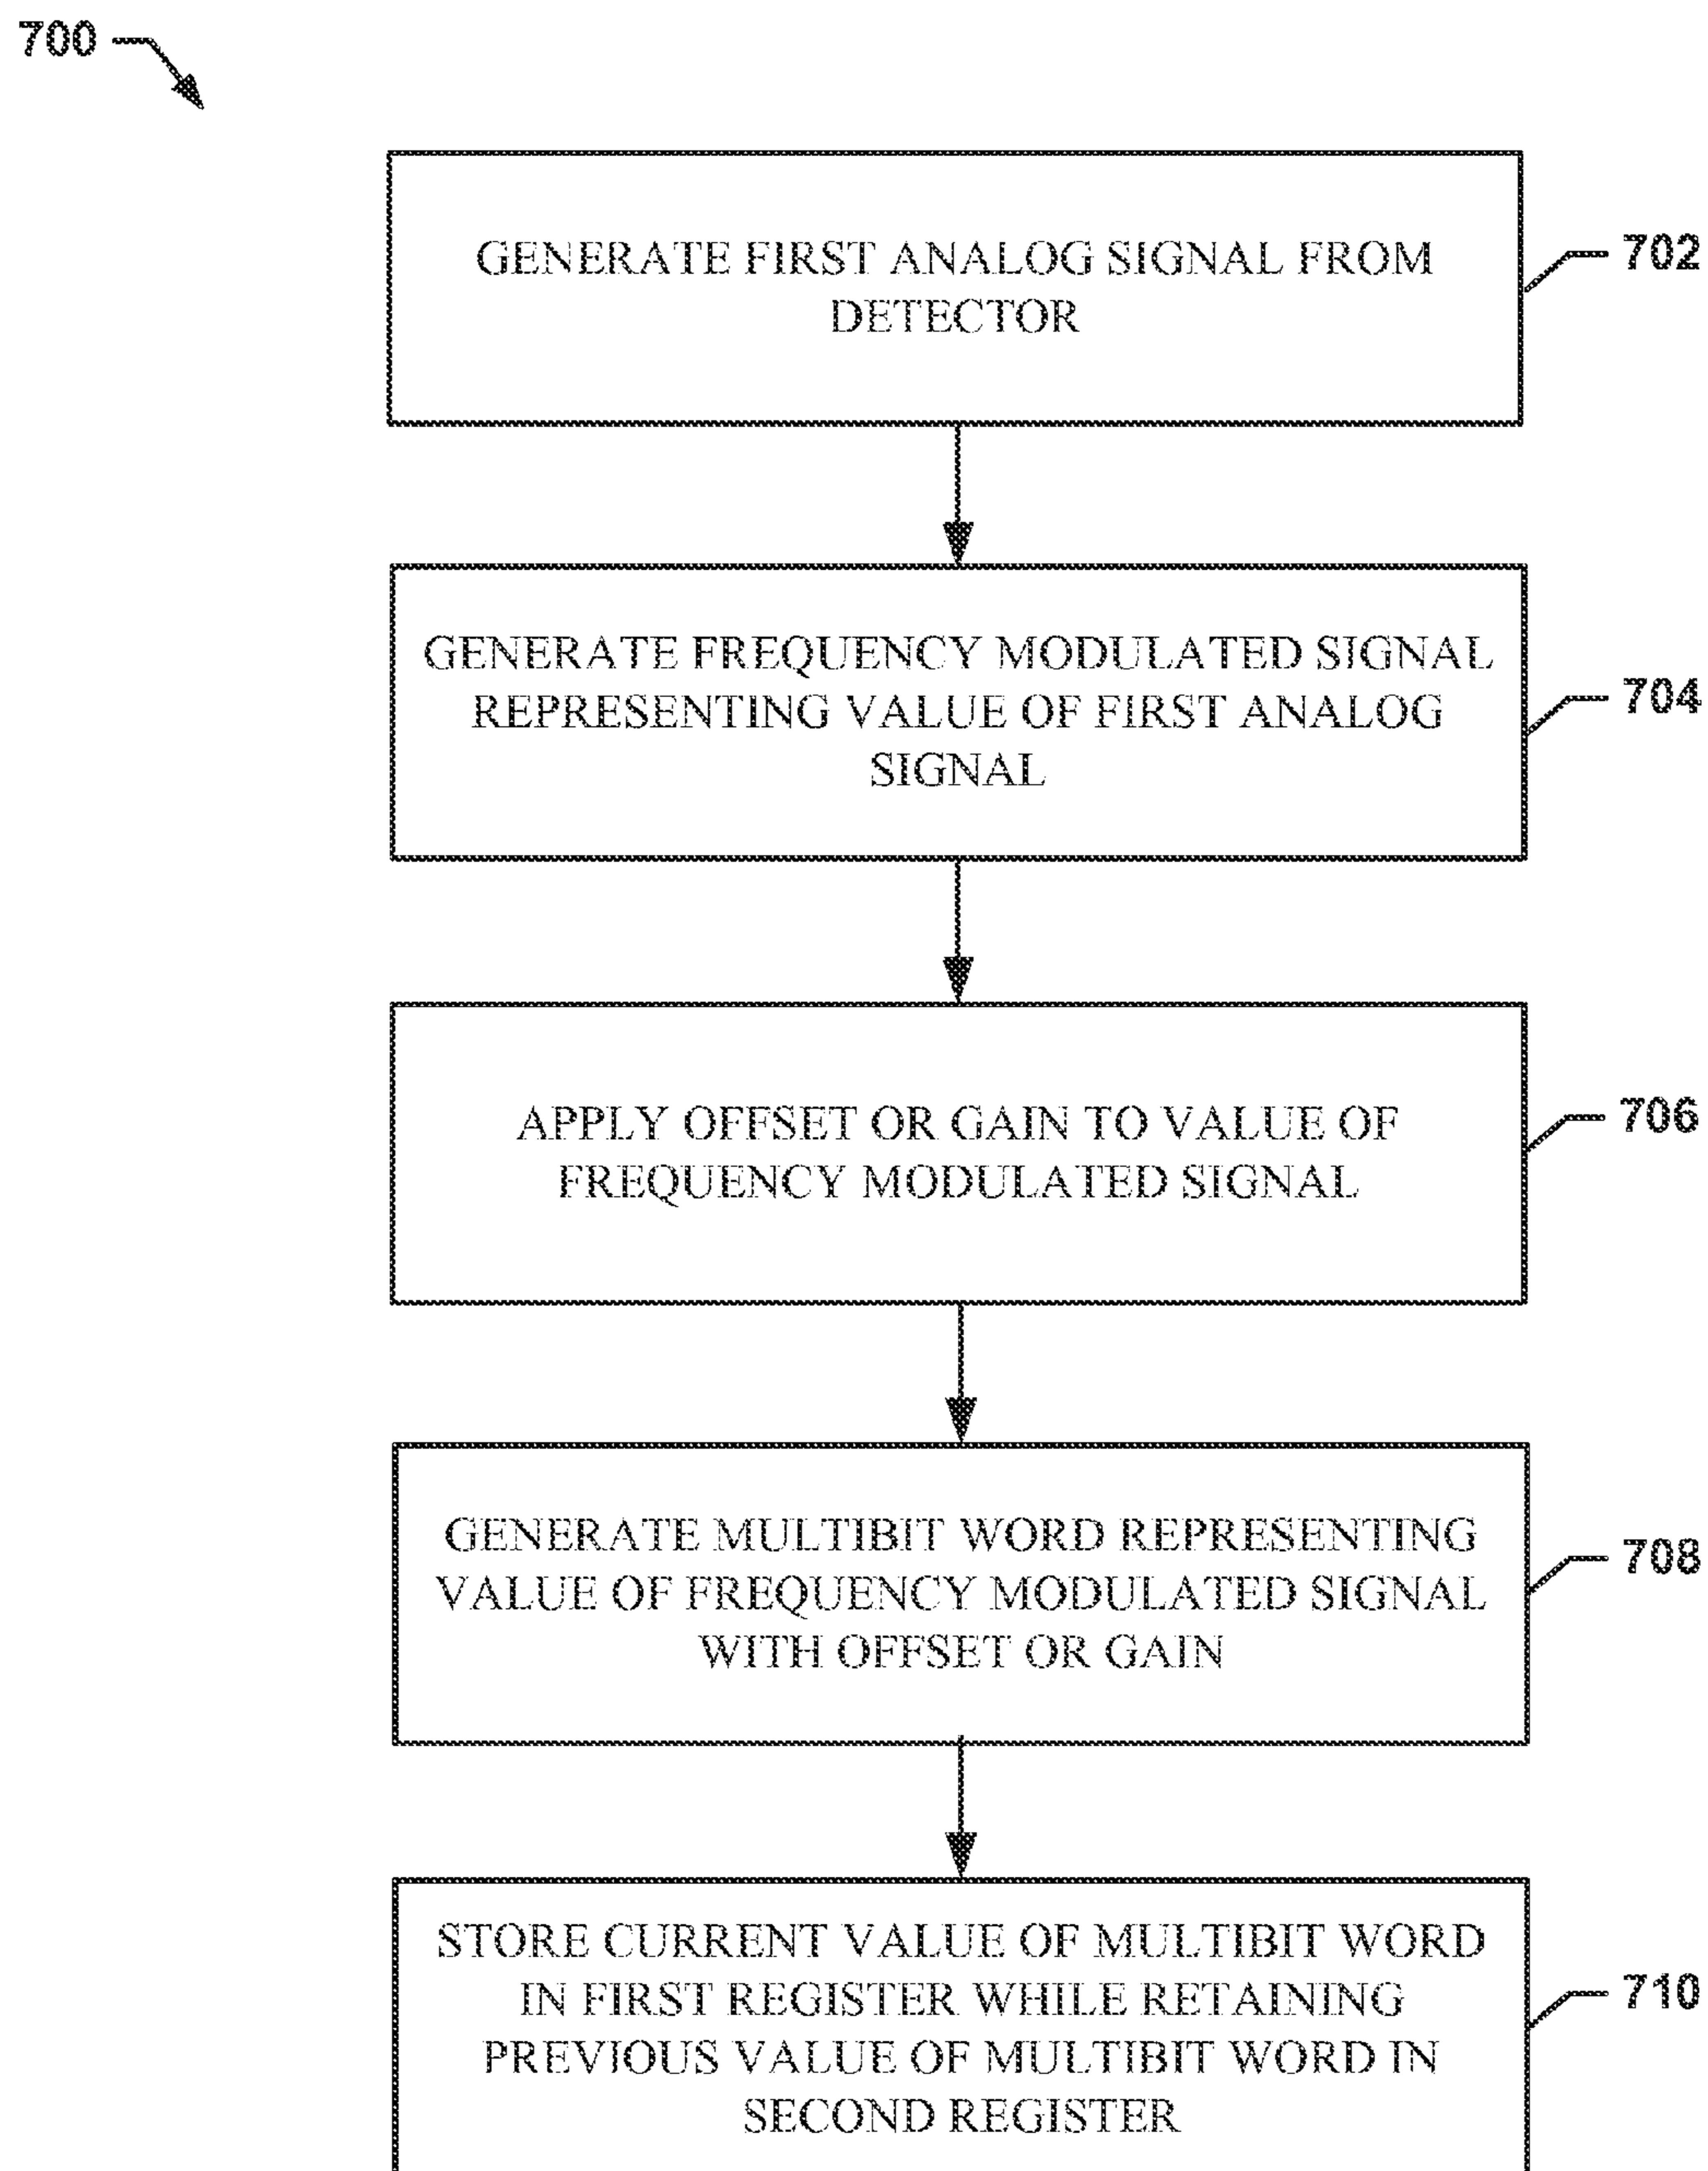 700
GENERATE FIRST ANALOG SIGNAL FROM
DETECTOR
702
GENERATE FREQUENCY MODULATED SIGNAL
REPRESENTING VALUE OF FIRST ANALOG
SIGNAL
704
APPLY OFFSET OR GAIN TO VALUE OF
FREQUENCY MODULATED SIGNAL
706
GENERATE MULTIBIT WORD REPRESENTING
VALUE OF FREQUENCY MODULATED SIGNAL
WITH OFFSET OR GAIN
708
STORE CURRENT VALUE OF MULTIBIT WORD
IN FIRST REGISTER WHILE RETAINING
PREVIOUS VALUE OF MULTIBIT WORD IN
SECOND REGISTER
710